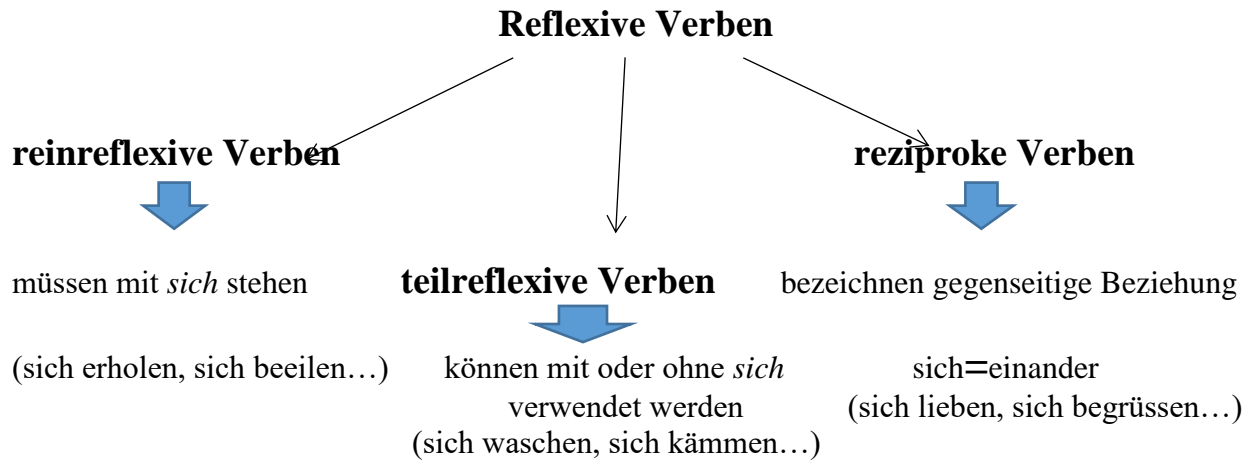 Reflexive Verben
reinreflexive Verben
reziproke Verben
müssen mit sich stehen
teilreflexive Verben
bezeichnen gegenseitige Beziehung
(sich erholen, sich beeilen…)
können mit oder ohne sich
sich=einander
verwendet werden
(sich lieben, sich begrüssen…)
(sich waschen, sich kämmen…)